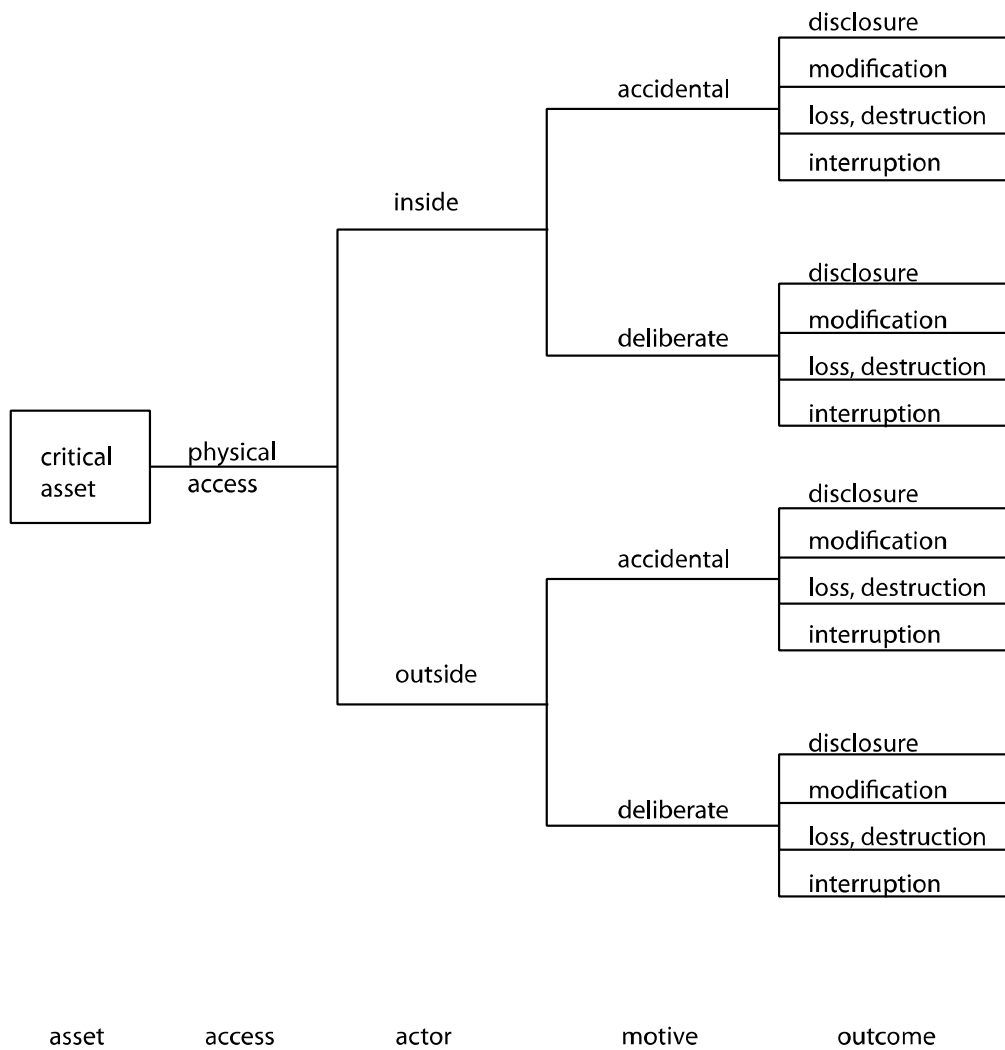 disclosure
modification
accidental
loss, destruction
interruption
inside
disclosure
modification
deliberate
loss, destruction
interruption
critical
asset
physical
access
disclosure
modification
accidental
loss, destruction
interruption
outside
disclosure
modification
deliberate
loss, destruction
interruption
asset access actor motive outcome